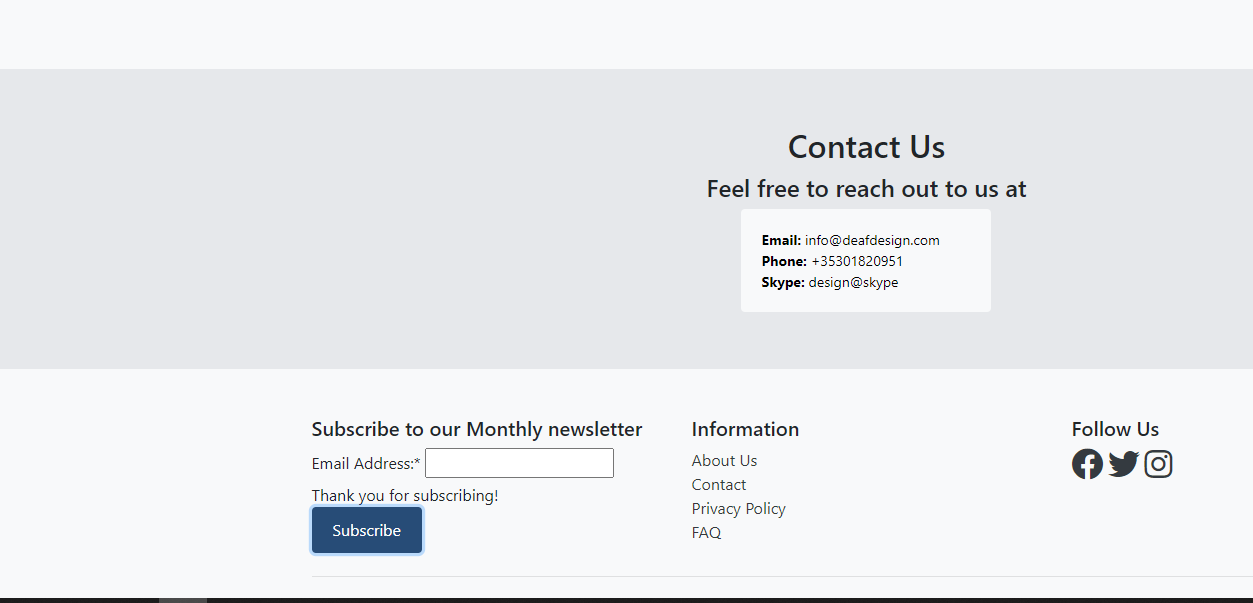 Contact Us
Feel free to reach out to us at
Email: info@deafdesign.com
Phone: +35301820951
Skype: design@skype
Subscribe to our Monthly newsletter
Email Address:*
Thank you for subscribing!
Subscribe
Information
About Us
Contact
Privacy Policy
FAQ
Follow Us